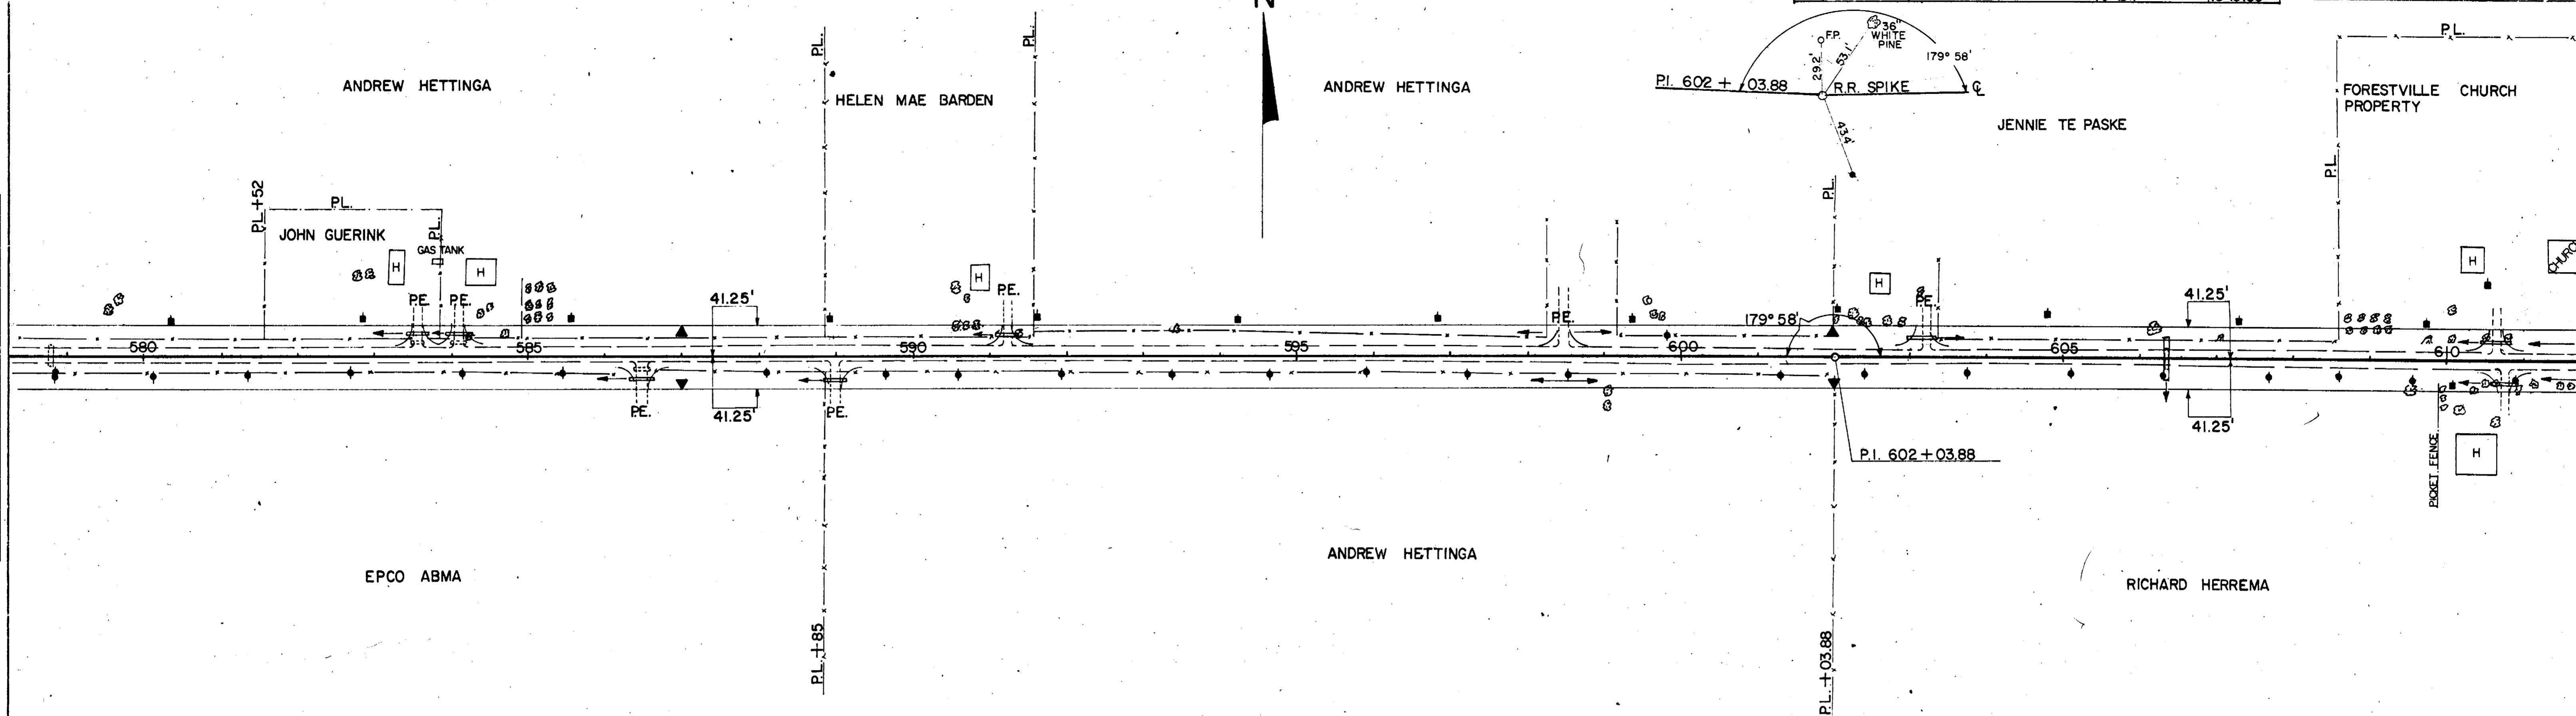 N
36"
WHITE
PINE
F.P.
29.2'
53.1'
179° 58'
P.I. 602 + 03.88
R.R. SPIKE
℄
43.4'
P.L.
P.L.
P.L.
ANDREW HETTINGA
HELEN MAE BARDEN
ANDREW HETTINGA
JENNIE TE PASKE
FORESTVILLE CHURCH
PROPERTY
P.L.
P.L.
P.L. +52
P.L.
P.L.
JOHN GUERINK
GAS TANK
H
H
H
H
H
CHURC
P.E.
P.E.
P.E.
P.E.
P.E.
41.25'
179° 58'
41.25'
580
585
590
595
600
605
610
P.E.
41.25'
P.E.
41.25'
P.I. 602+03.88
PICKET FENCE
H
ANDREW HETTINGA
EPCO ABMA
RICHARD HERREMA
P.L. +85
P.L. +03.88